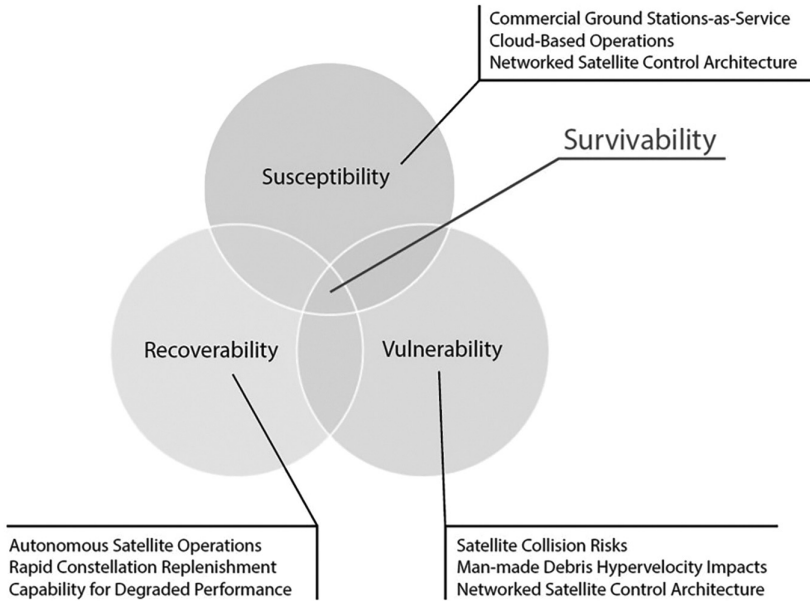 Commercial Ground Stations-as-Service
Cloud-Based Operations
Networked Satellite Control Architecture
Survivability
Susceptibility
Recoverability
Vulnerability
Autonomous Satellite Operations
Rapid Constellation Replenishment
Capability for Degraded Performance
Satellite Collision Risks
Man-made Debris Hypervelocity Impacts
Networked Satellite Control Architecture